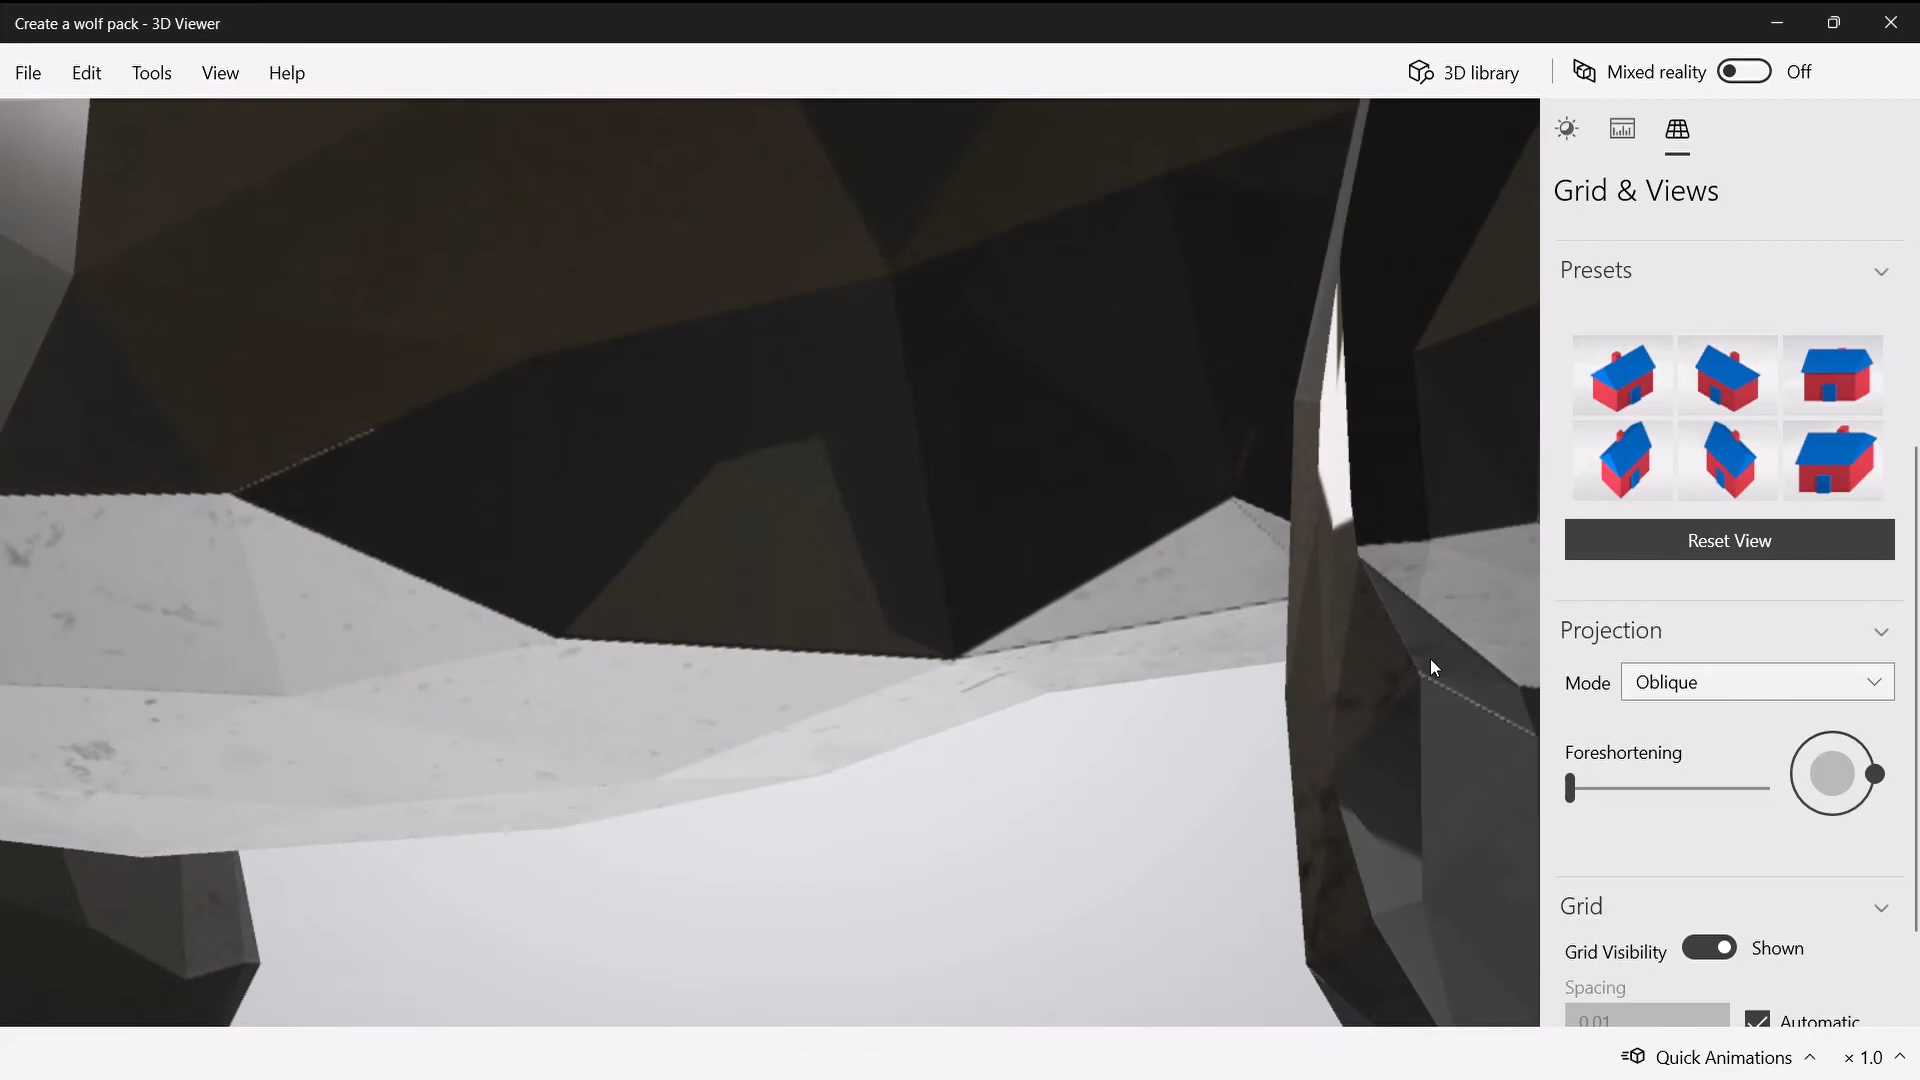 Create a wolf pack - 3D Viewer
File Edit Tools View Help
3D library
Mixed reality Off
Grid & Views
Presets
Reset View
Projection
Mode Oblique
Foreshortening
Grid
Grid Visibility Shown
Spacing
0.01 Automatic
Quick Animations × 1.0